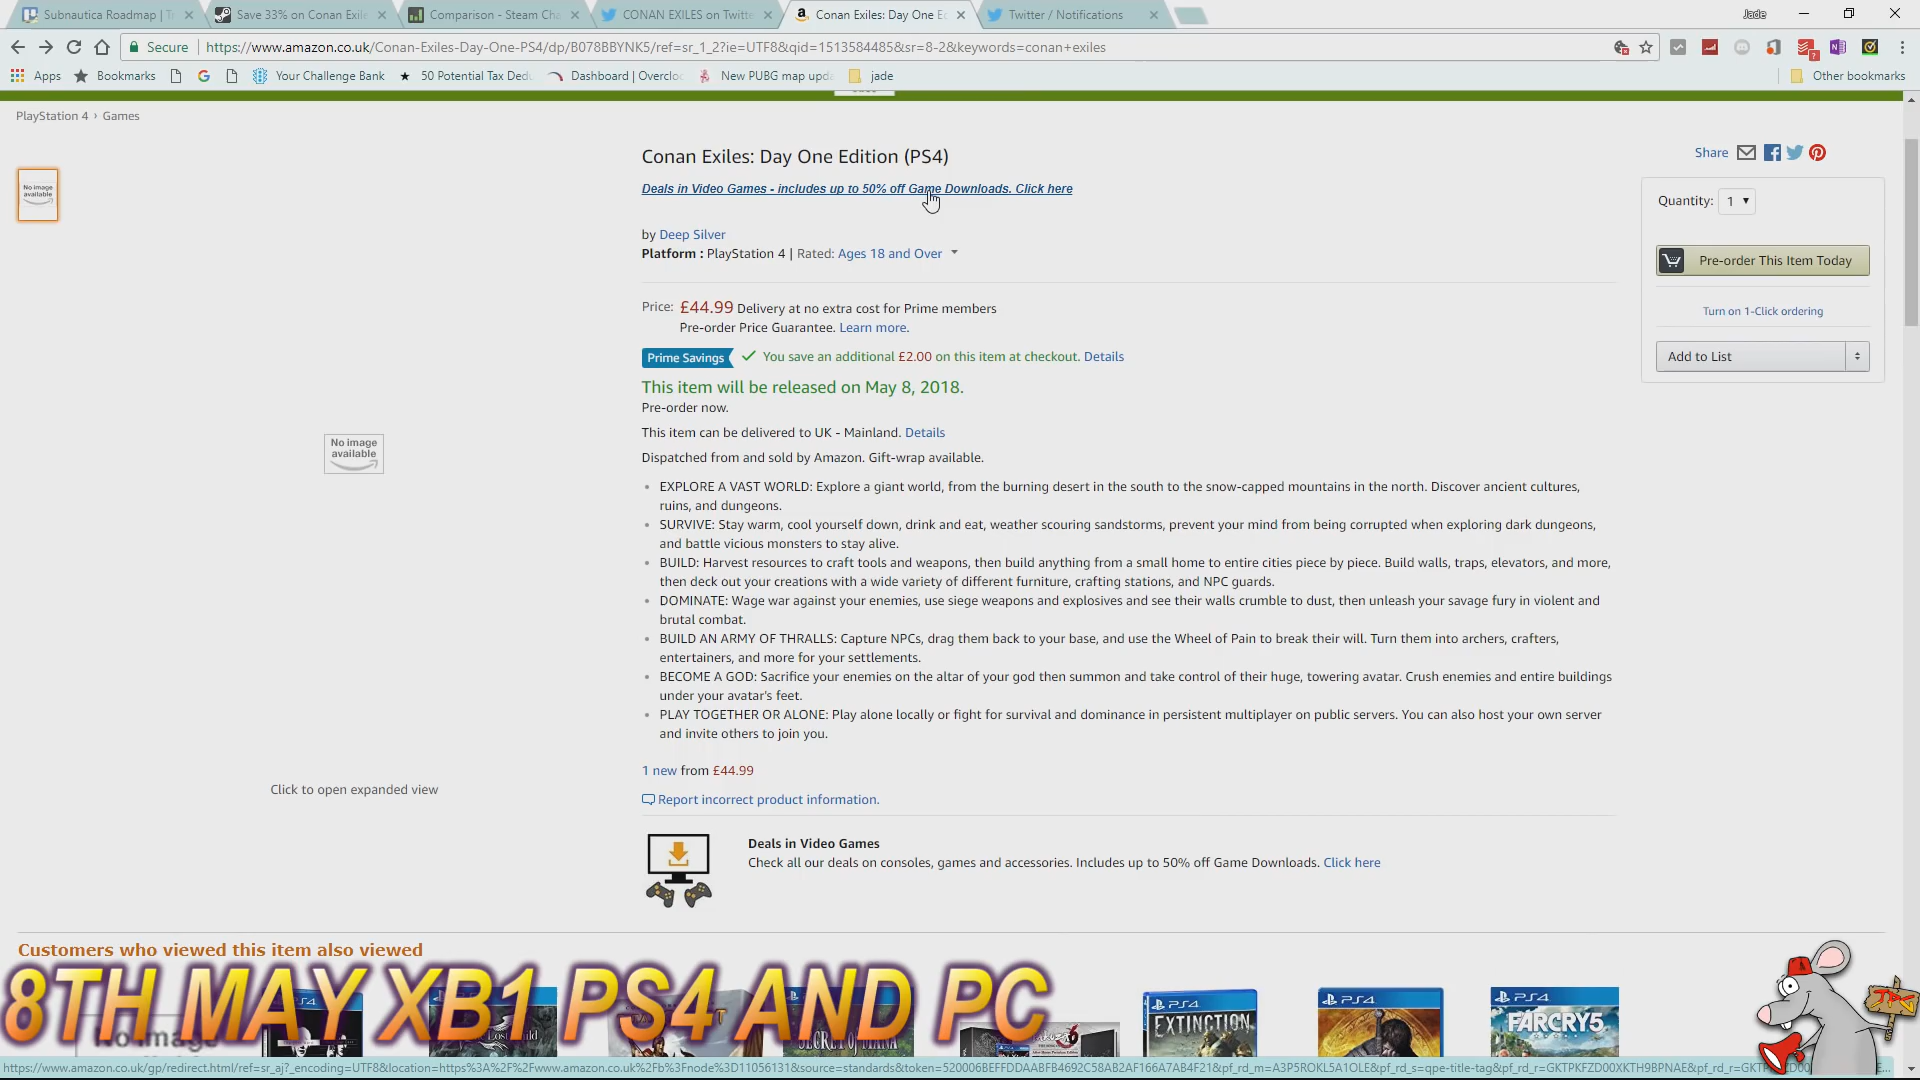 Subnautica Roadmap | T
Save 33% on Conan Exile
Comparison - Steam Cha
CONAN EXILES on Twitte
Conan Exiles: Day One E
Twitter / Notifications
Jade
Secure
https://www.amazon.co.uk/Conan-Exiles-Day-One-PS4/dp/B078BBYNK5/ref=sr_1_2?ie=UTF8&qid=1513584485&sr=8-2&keywords=conan+exiles
Apps
Bookmarks
Your Challenge Bank
50 Potential Tax Dedu
Dashboard | Overcloc
New PUBG map upda
jade
Other bookmarks
PlayStation 4 › Games
No image
available
Conan Exiles: Day One Edition (PS4)
Deals in Video Games - includes up to 50% off Game Downloads. Click here
by Deep Silver
Platform : PlayStation 4 | Rated: Ages 18 and Over
Price: £44.99 Delivery at no extra cost for Prime members
Pre-order Price Guarantee. Learn more.
Prime Savings You save an additional £2.00 on this item at checkout. Details
This item will be released on May 8, 2018.
Pre-order now.
This item can be delivered to UK - Mainland. Details
Dispatched from and sold by Amazon. Gift-wrap available.
EXPLORE A VAST WORLD: Explore a giant world, from the burning desert in the south to the snow-capped mountains in the north. Discover ancient cultures,
ruins, and dungeons.
SURVIVE: Stay warm, cool yourself down, drink and eat, weather scouring sandstorms, prevent your mind from being corrupted when exploring dark dungeons,
and battle vicious monsters to stay alive.
BUILD: Harvest resources to craft tools and weapons, then build anything from a small home to entire cities piece by piece. Build walls, traps, elevators, and more,
then deck out your creations with a wide variety of different furniture, crafting stations, and NPC guards.
DOMINATE: Wage war against your enemies, use siege weapons and explosives and see their walls crumble to dust, then unleash your savage fury in violent and
brutal combat.
BUILD AN ARMY OF THRALLS: Capture NPCs, drag them back to your base, and use the Wheel of Pain to break their will. Turn them into archers, crafters,
entertainers, and more for your settlements.
BECOME A GOD: Sacrifice your enemies on the altar of your god then summon and take control of their huge, towering avatar. Crush enemies and entire buildings
under your avatar's feet.
PLAY TOGETHER OR ALONE: Play alone locally or fight for survival and dominance in persistent multiplayer on public servers. You can also host your own server
and invite others to join you.
1 new from £44.99
Report incorrect product information.
No image
available
Click to open expanded view
Share
Quantity: 1
Pre-order This Item Today
Turn on 1-Click ordering
Add to List
Deals in Video Games
Check all our deals on consoles, games and accessories. Includes up to 50% off Game Downloads. Click here
Customers who viewed this item also viewed
8TH MAY XB1 PS4 AND PC
No image
PS4
PS4
EXTINCTION
PS4
PS4
FARCRY5